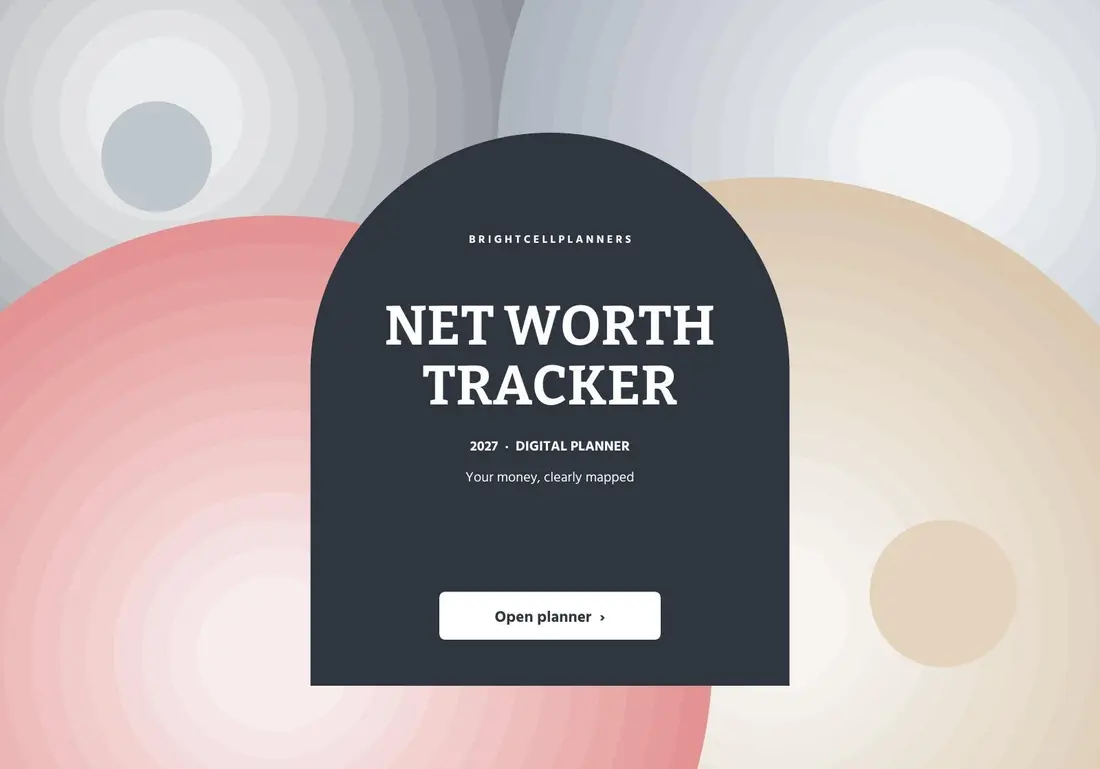 BRIGHTCELLPLANNERS
NET WORTH
TRACKER
2027 · DIGITAL PLANNER
Your money, clearly mapped
Open planner ›